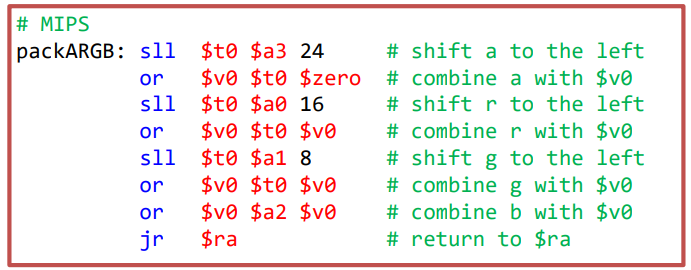 # MIPS
packARGB: sll $t0 $a3 24 # shift a to the left
or $v0 $t0 $zero # combine a with $v0
sll $t0 $a0 16 # shift r to the left
or $v0 $t0 $v0 # combine r with $v0
sll $t0 $a1 8 # shift g to the left
or $v0 $t0 $v0 # combine g with $v0
or $v0 $a2 $v0 # combine b with $v0
jr $ra # return to $ra